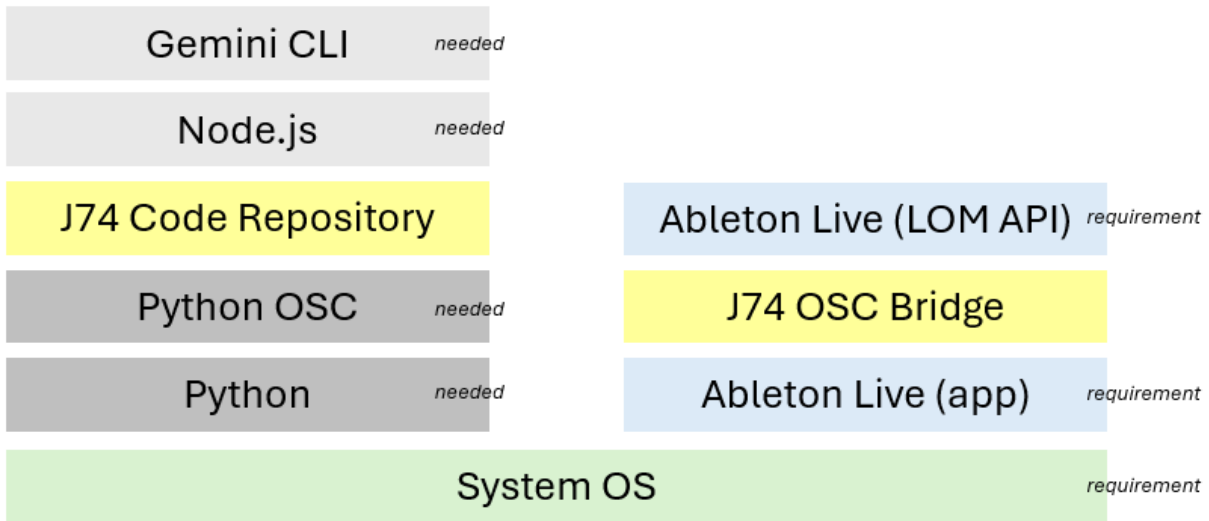 Gemini CLI needed
Node.js needed
J74 Code Repository
Ableton Live (LOM API) requirement
Python OSC needed
J74 OSC Bridge
Python needed
Ableton Live (app) requirement
System OS requirement